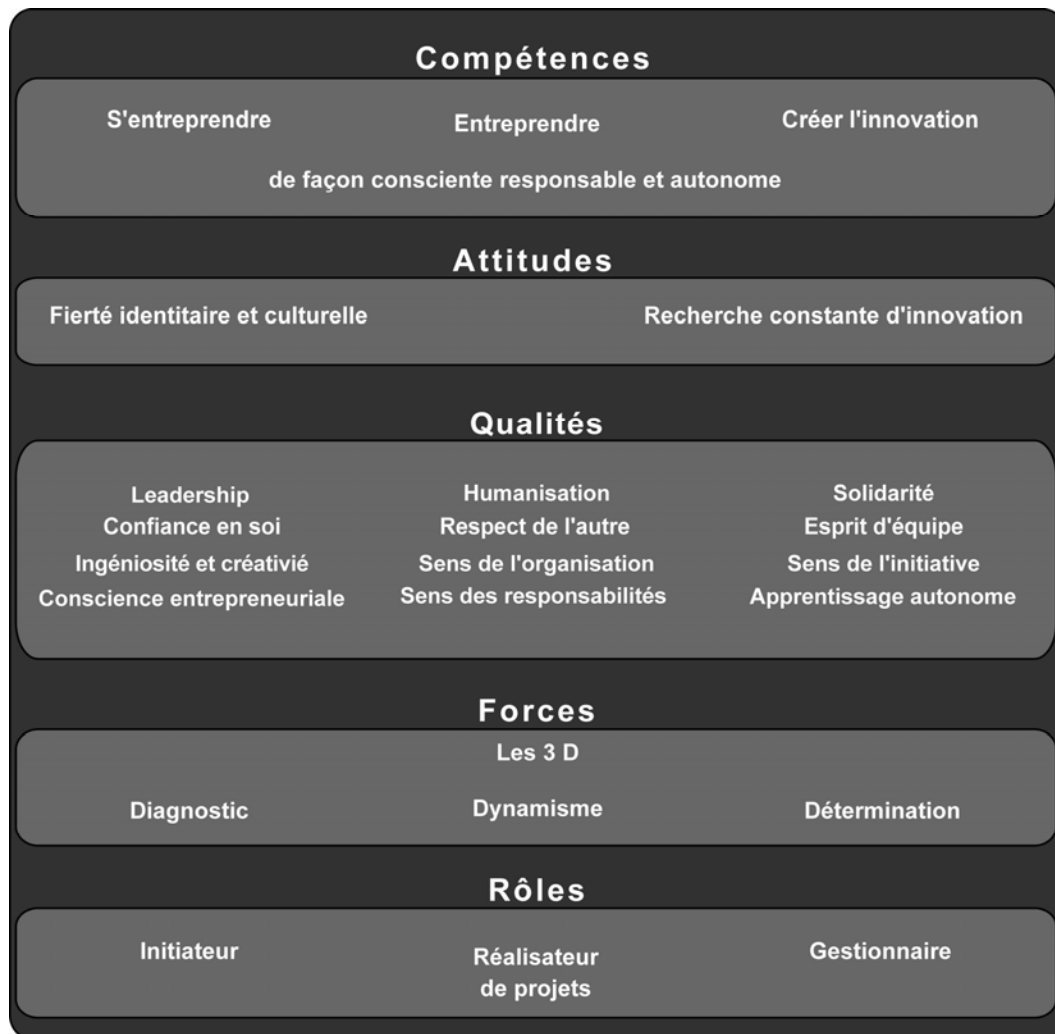 Compétences
S'entreprendre Entreprendre Créer l'innovation
de façon consciente responsable et autonome
Attitudes
Fierté identitaire et culturelle Recherche constante d'innovation
Qualités
Leadership Humanisation Solidarité
Confiance en soi Respect de l'autre Esprit d'équipe
Ingéniosité et créativié Sens de l'organisation Sens de l'initiative
Conscience entrepreneuriale Sens des responsabilités Apprentissage autonome
Forces
Les 3 D
Diagnostic Dynamisme Détermination
Rôles
Initiateur Réalisateur Gestionnaire
de projets